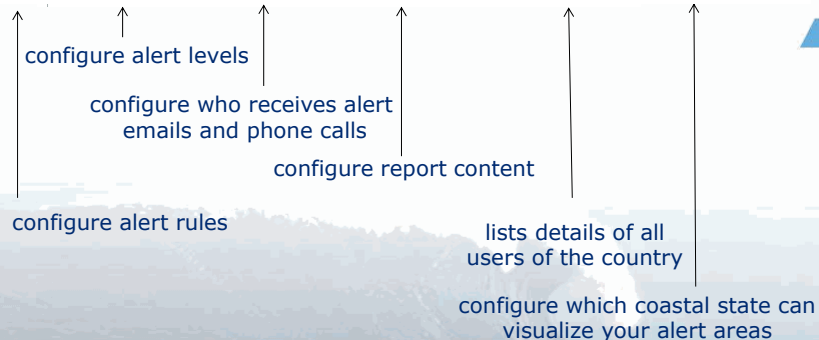 configure alert levels
configure who receives alert
emails and phone calls
configure report content
configure alert rules
lists details of all
users of the country
configure which coastal state can
visualize your alert areas